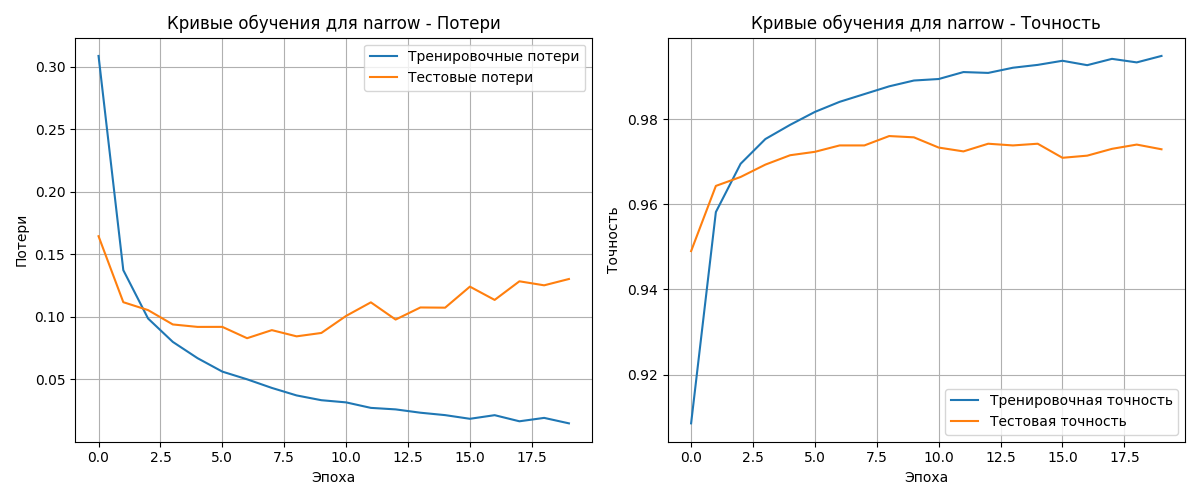 Кривые обучения для narrow - Потери
Потери
0.30
0.25
0.20
0.15
0.10
0.05
0.0 2.5 5.0 7.5 10.0 12.5 15.0 17.5
Эпоха
Тренировочные потери
Тестовые потери
Кривые обучения для narrow - Точность
Точность
0.98
0.96
0.94
0.92
0.0 2.5 5.0 7.5 10.0 12.5 15.0 17.5
Эпоха
Тренировочная точность
Тестовая точность